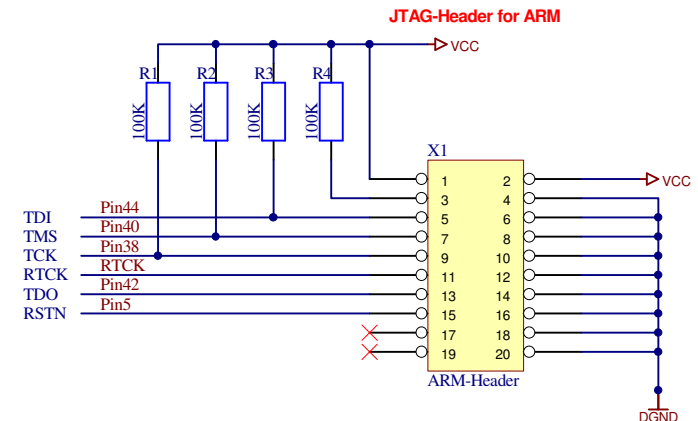 JTAG-Header for ARM
VCC
R1 R2 R3 R4
100K 100K 100K 100K
X1
1 2 VCC
3 4
TDI Pin44 5 6
TMS Pin40 7 8
TCK Pin38 9 10
RTCK RTCK 11 12
TDO Pin42 13 14
RSTN Pin5 15 16
17 18
19 20
ARM-Header
DGND